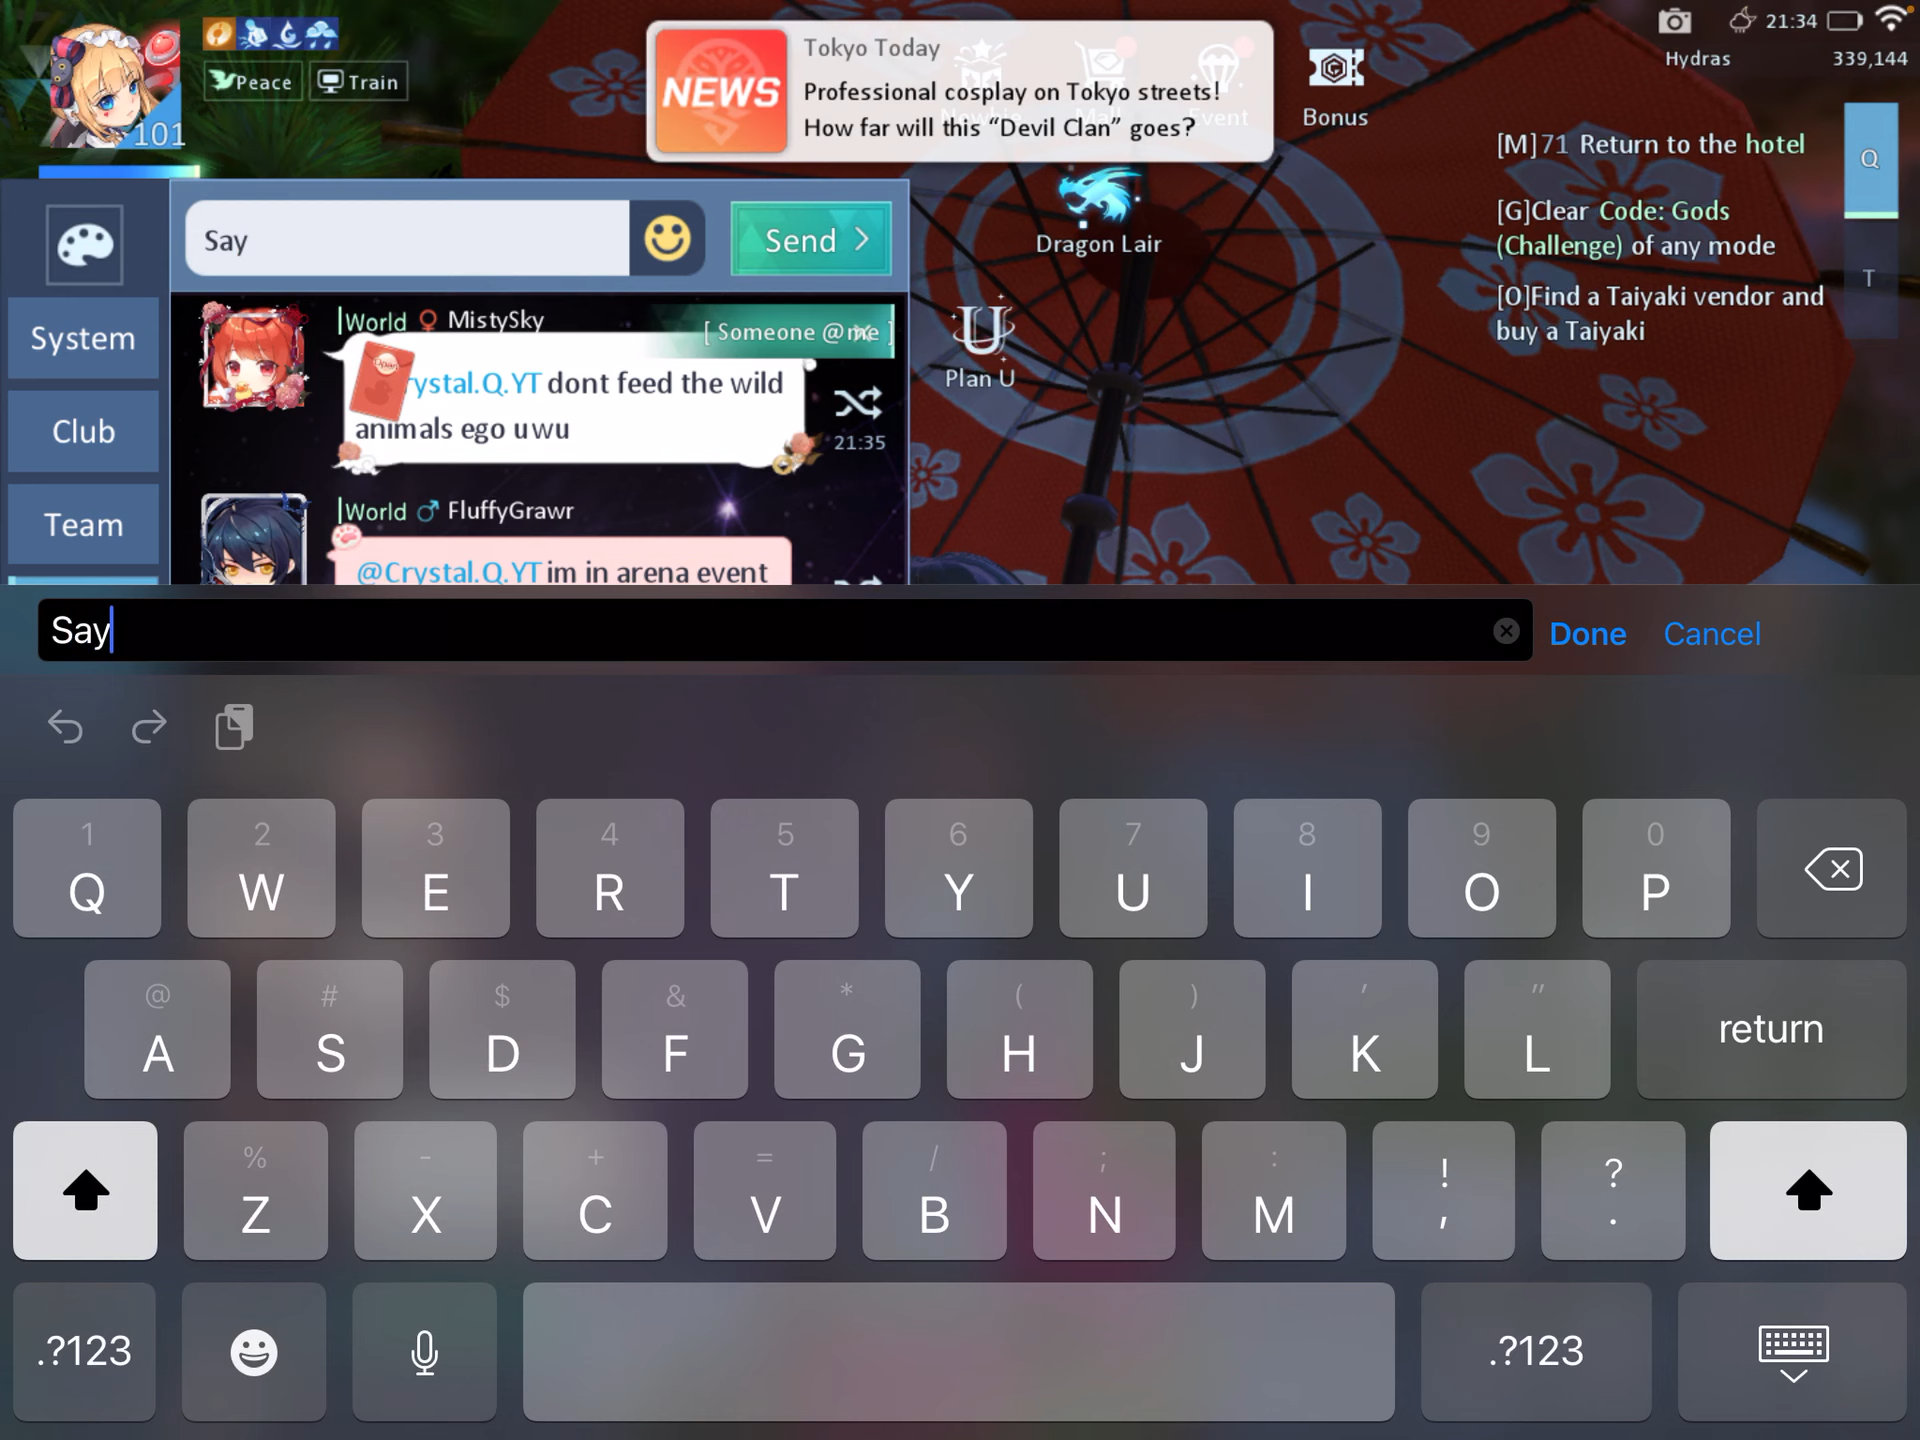 Peace
Train
101
NEWS
Tokyo Today
Professional cosplay on Tokyo streets!
How far will this “Devil Clan” goes?
Event
Bonus
21:34
Hydras
339,144
[M]71 Return to the hotel
[G]Clear Code: Gods
(Challenge) of any mode
[O]Find a Taiyaki vendor and
buy a Taiyaki
Q
T
Dragon Lair
U
Plan U
Say
Send
System
Club
Team
World ♀ MistySky
[ Someone @me ]
Open
rystal.Q.YT dont feed the wild
animals ego uwu
21:35
World ♂ FluffyGrawr
@Crystal.Q.YT im in arena event
Say
Done
Cancel
1 2 3 4 5 6 7 8 9 0
Q W E R T Y U I O P
@ # $ & * ( ) ' "
A S D F G H J K L return
% - + = / ; : ! ?
Z X C V B N M , .
.?123
.?123